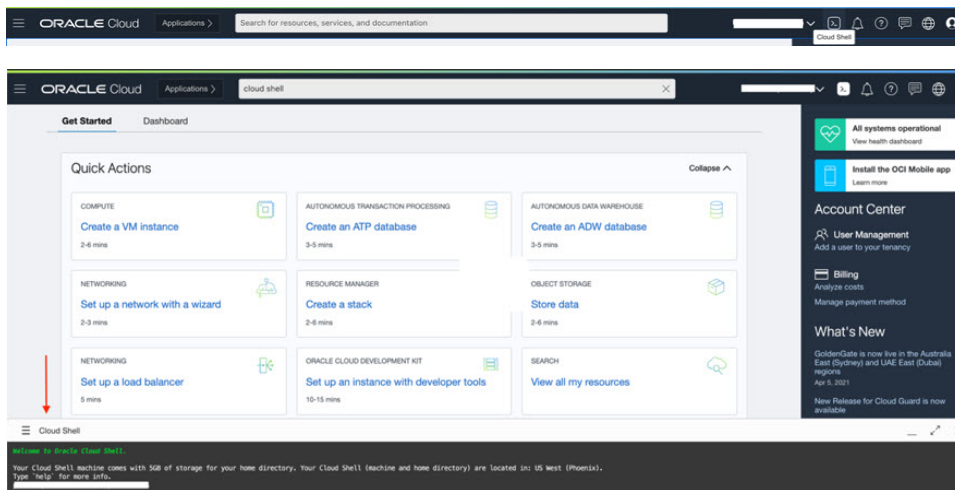 ORACLE Cloud
Applications >
Search for resources, services, and documentation
Cloud Shell
ORACLE Cloud
Applications >
cloud shell
Get Started Dashboard
Quick Actions
Collapse
COMPUTE
Create a VM instance
2-6 mins
AUTONOMOUS TRANSACTION PROCESSING
Create an ATP database
3-5 mins
AUTONOMOUS DATA WAREHOUSE
Create an ADW database
3-5 mins
NETWORKING
Set up a network with a wizard
2-3 mins
RESOURCE MANAGER
Create a stack
2-6 mins
OBJECT STORAGE
Store data
2-6 mins
NETWORKING
Set up a load balancer
5 mins
ORACLE CLOUD DEVELOPMENT KIT
Set up an instance with developer tools
10-15 mins
SEARCH
View all my resources
All systems operational
View health dashboard
Install the OCI Mobile app
Learn more
Account Center
User Management
Add a user to your tenancy
Billing
Analyze costs
Manage payment method
What's New
GoldenGate is now live in the Australia
East (Sydney) and UAE East (Dubai)
regions
Apr 5, 2021
New Release for Cloud Guard is now
available
Cloud Shell
Welcome to Oracle Cloud Shell.
Your Cloud Shell machine comes with 5GB of storage for your home directory. Your Cloud Shell (machine and home directory) are located in: US West (Phoenix).
Type `help` for more info.